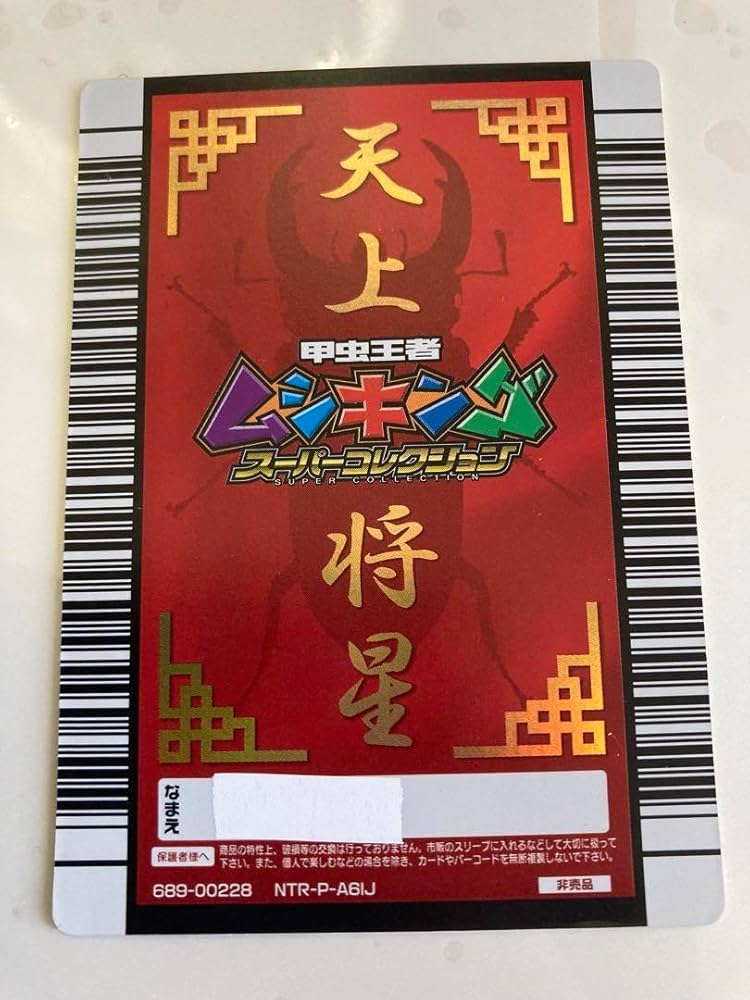 天上
甲虫王者
ムシキング
スーパーコレクション
SUPER COLLECTION
将星
なまえ
保護者様へ
商品の特性上、破損等の交換は行っておりません。市販のスリーブに入れるなどして大切に扱って
下さい。また、個人で楽しむなどの場合を除き、カードやバーコードを無断複製しないで下さい。
689-00228 NTR-P-A6IJ
非売品